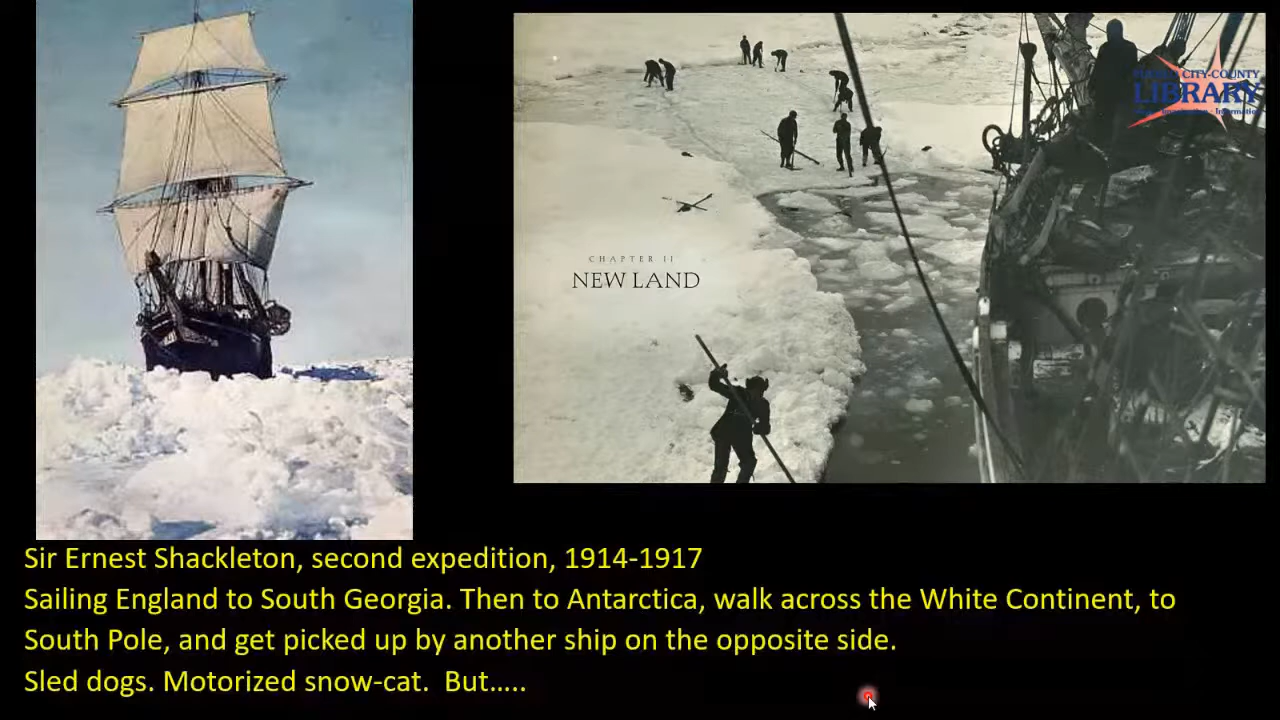 CITY-COUNTY
LIBRARY
CHAPTER II
NEW LAND
Sir Ernest Shackleton, second expedition, 1914-1917
Sailing England to South Georgia. Then to Antarctica, walk across the White Continent, to
South Pole, and get picked up by another ship on the opposite side.
Sled dogs. Motorized snow-cat.  But…..